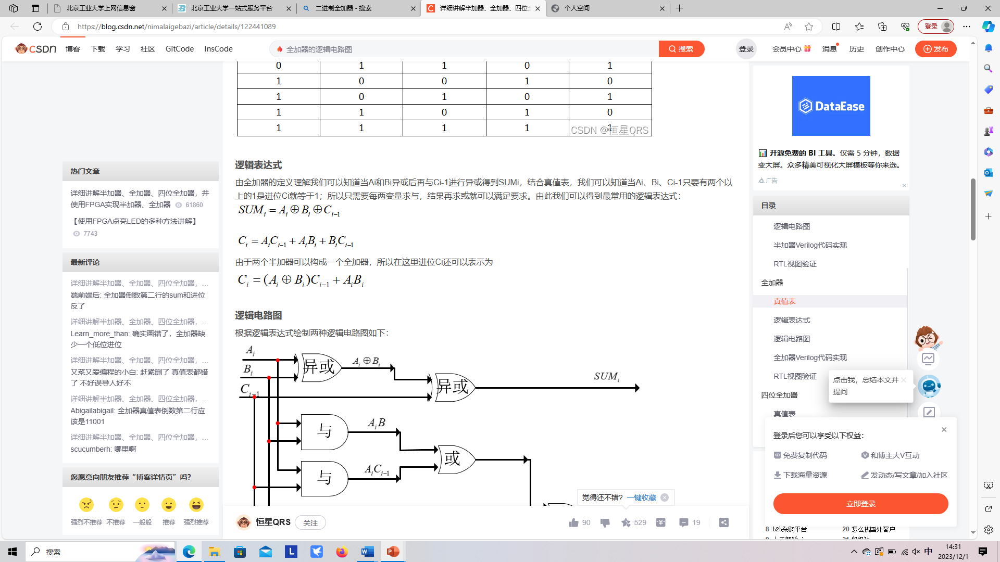 北京工业大学上网信息窗
北京工业大学一站式服务平台
二进制全加器 - 搜索
详细讲解半加器、全加器、四位全
个人空间
https://blog.csdn.net/nimalaigebazi/article/details/122441089
登录
CSDN
博客
下载
学习
社区
GitCode
InsCode
全加器的逻辑电路图
搜索
登录
会员中心
消息
历史
创作中心
发布
0 1 1 0 1
1 0 0 1 0
1 0 1 0 1
1 1 0 1 0
1 1 1 1 1
CSDN @恒星QRS
逻辑表达式
由全加器的定义理解我们可以知道当Ai和Bi异或后再与Ci-1进行异或得到SUMi，结合真值表，我们可以知道当Ai、Bi、Ci-1只要有两个以
上的1是进位Ci就等于1；所以只需要每两变量求与，结果再求或就可以满足要求。由此我们可以得到最常用的逻辑表达式：
SUMi = Ai⊕Bi⊕Ci−1
Ci = AiCi−1 + AiBi + BiCi−1
由于两个半加器可以构成一个全加器，所以在这里进位Ci还可以表示为
Ci = (Ai ⊕ Bi)Ci−1 + AiBi
逻辑电路图
根据逻辑表达式绘制两种逻辑电路图如下：
Ai
Bi
Ci−1
异或
Ai⊕Bi
异或
SUMi
与
AiB
与
AiCi−1
或
热门文章
详细讲解半加器、全加器、四位全加器，并
使用FPGA实现半加器、全加器 61860
【使用FPGA点亮LED的多种方法讲解】
7743
最新评论
详细讲解半加器、全加器、四位全加器，...
端前端后: 全加器倒数第二行的sum和进位
反了
详细讲解半加器、全加器、四位全加器，...
Learn_more_than: 确实画错了，全加器缺
少一个低位进位
详细讲解半加器、全加器、四位全加器，...
又菜又爱编程的小白: 赶紧删了 真值表都错
了 不好误导人好不
详细讲解半加器、全加器、四位全加器，...
Abigailabigail: 全加器真值表倒数第二行应
该是11001
详细讲解半加器、全加器、四位全加器，...
scucumberh: 哪里啊
您愿意向朋友推荐“博客详情页”吗？
强烈不推荐 不推荐 一般般 推荐 强烈推荐
恒星QRS
关注
觉得还不错? 一键收藏
90
529
19
DataEase
开源免费的 BI 工具。仅需 5 分钟，数据
变大屏。众多精美可视化大屏模板等你来选。
广告
目录
逻辑电路图
半加器Verilog代码实现
RTL视图验证
全加器
真值表
逻辑表达式
逻辑电路图
全加器Verilog代码实现
RTL视图验证
四位全加器
真值表
点击我，总结本文并
提问
登录后您可以享受以下权益：
免费复制代码
和博主大V互动
下载海量资源
发动态/写文章/加入社区
立即登录
8 b2b采购平台
20 怎么找国外客户
搜索
L
中
14:31
2023/12/1